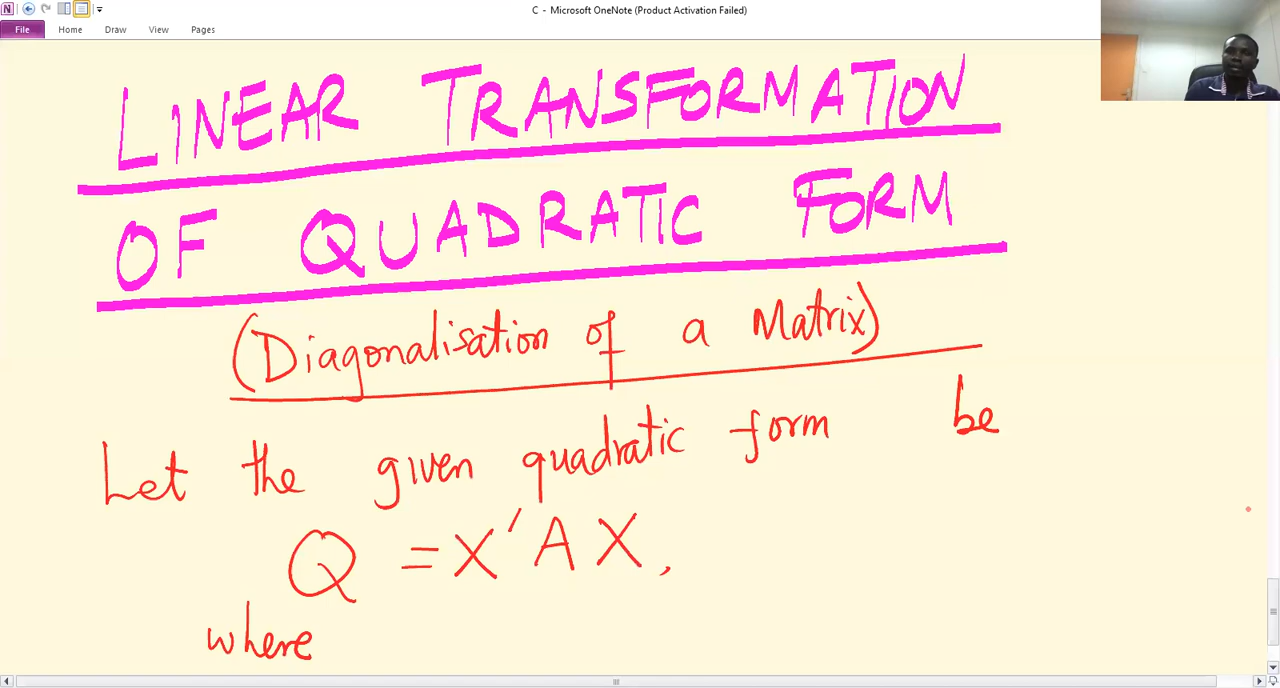 C - Microsoft OneNote (Product Activation Failed)
File Home Draw View Pages
LINEAR TRANSFORMATION
OF QUADRATIC FORM
(Diagonalisation of a Matrix)
Let the given quadratic form be
Q = X′ A X,
where